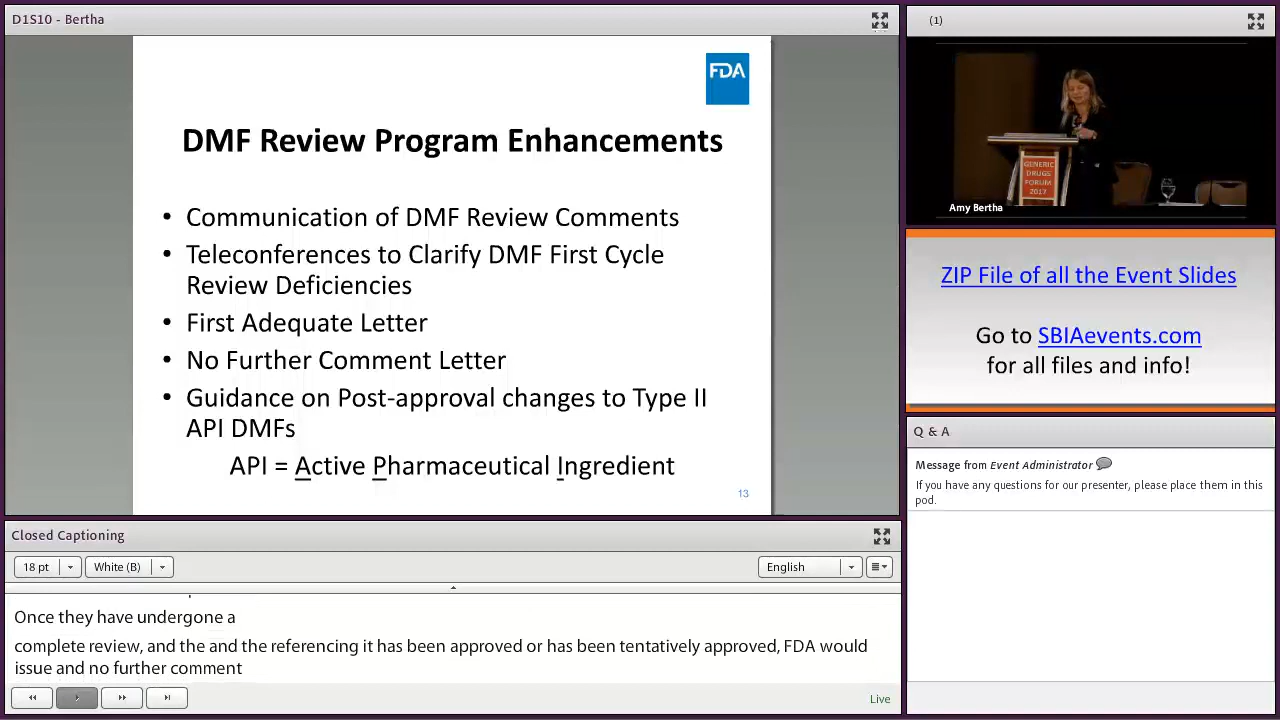 D1S10 - Bertha
FDA
DMF Review Program Enhancements
• Communication of DMF Review Comments
• Teleconferences to Clarify DMF First Cycle
Review Deficiencies
• First Adequate Letter
• No Further Comment Letter
• Guidance on Post-approval changes to Type II
API DMFs
API = Active Pharmaceutical Ingredient
13
Closed Captioning
18 pt
White (B)
English
Once they have undergone a
complete review, and the and the referencing it has been approved or has been tentatively approved, FDA would
issue and no further comment
Live
(1)
GENERIC
DRUGS
FORUM
2017
Amy Bertha
ZIP File of all the Event Slides
Go to SBIAevents.com
for all files and info!
Q & A
Message from Event Administrator
If you have any questions for our presenter, please place them in this
pod.